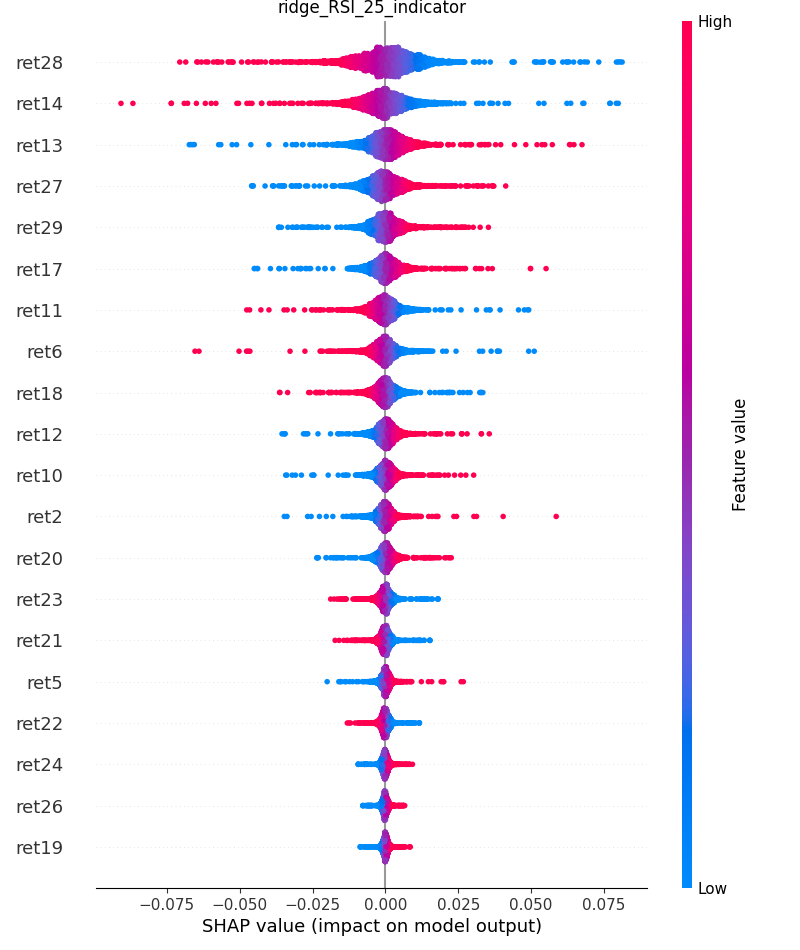 ridge_RSI_25_indicator
High
ret28
ret14
ret13
ret27
ret29
ret17
ret11
ret6
ret18
ret12
ret10
ret2
ret20
ret23
ret21
ret5
ret22
ret24
ret26
ret19
Feature value
Low
−0.075 −0.050 −0.025 0.000 0.025 0.050 0.075
SHAP value (impact on model output)